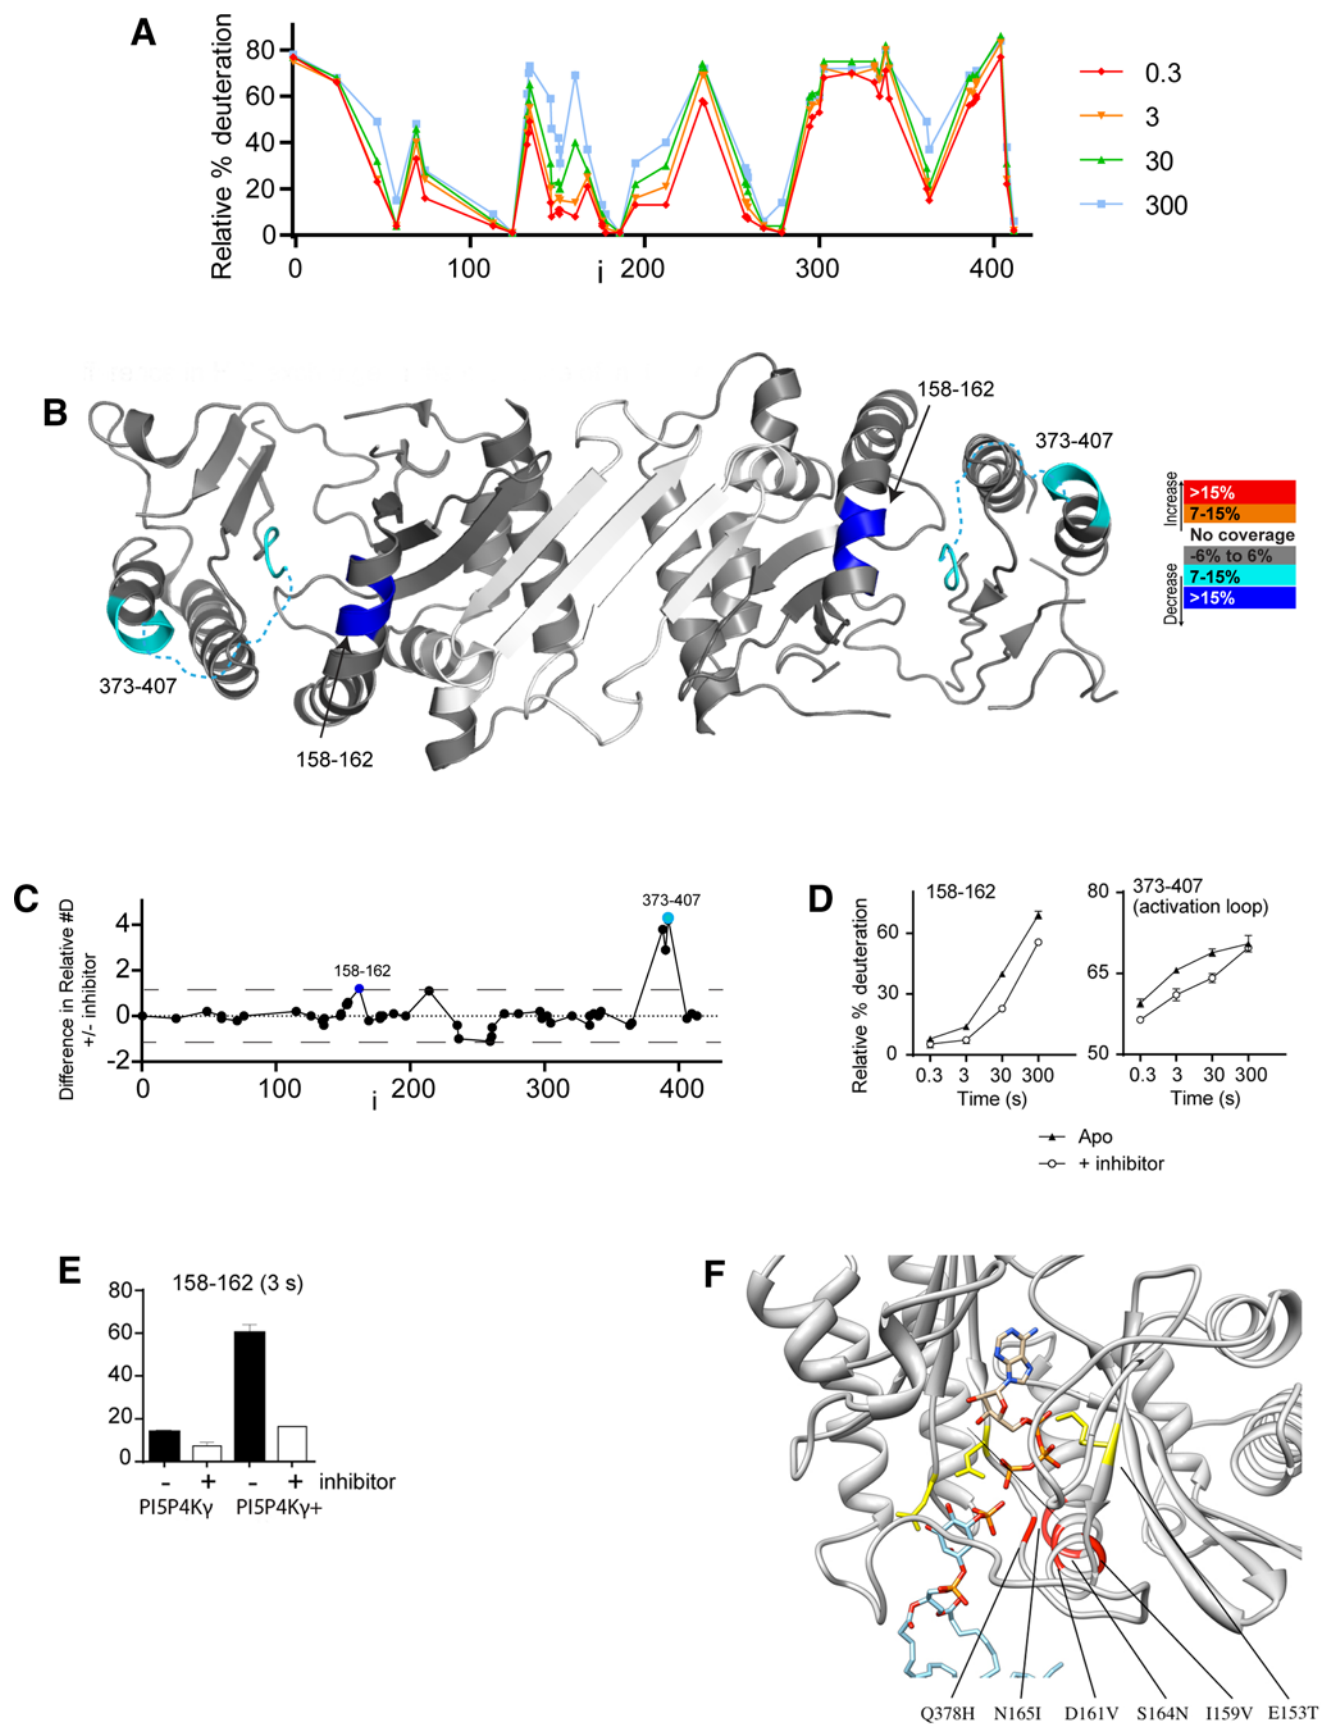 A
Relative % deuteration
80
60
40
20
0
0
100
i
200
300
400
0.3
3
30
300
B
158-162
373-407
373-407
158-162
Increase
Decrease
>15%
7-15%
No coverage
-6% to 6%
7-15%
>15%
C
Difference in Relative #D
+/- inhibitor
4
2
0
-2
158-162
373-407
0
100
i
200
300
400
D
158-162
Relative % deuteration
60
30
0
0.3
3
30
300
Time (s)
373-407
(activation loop)
80
65
50
0.3
3
30
300
Time (s)
Apo
+ inhibitor
E
158-162 (3 s)
80
60
40
20
0
- + - + inhibitor
PI5P4Kγ PI5P4Kγ+
F
Q378H N165I D161V S164N I159V E153T